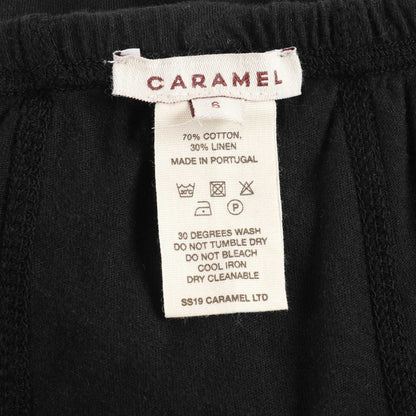 CARAMEL
6
70% COTTON,
30% LINEN
MADE IN PORTUGAL
30°C
P
30 DEGREES WASH
DO NOT TUMBLE DRY
DO NOT BLEACH
COOL IRON
DRY CLEANABLE
SS19 CARAMEL LTD